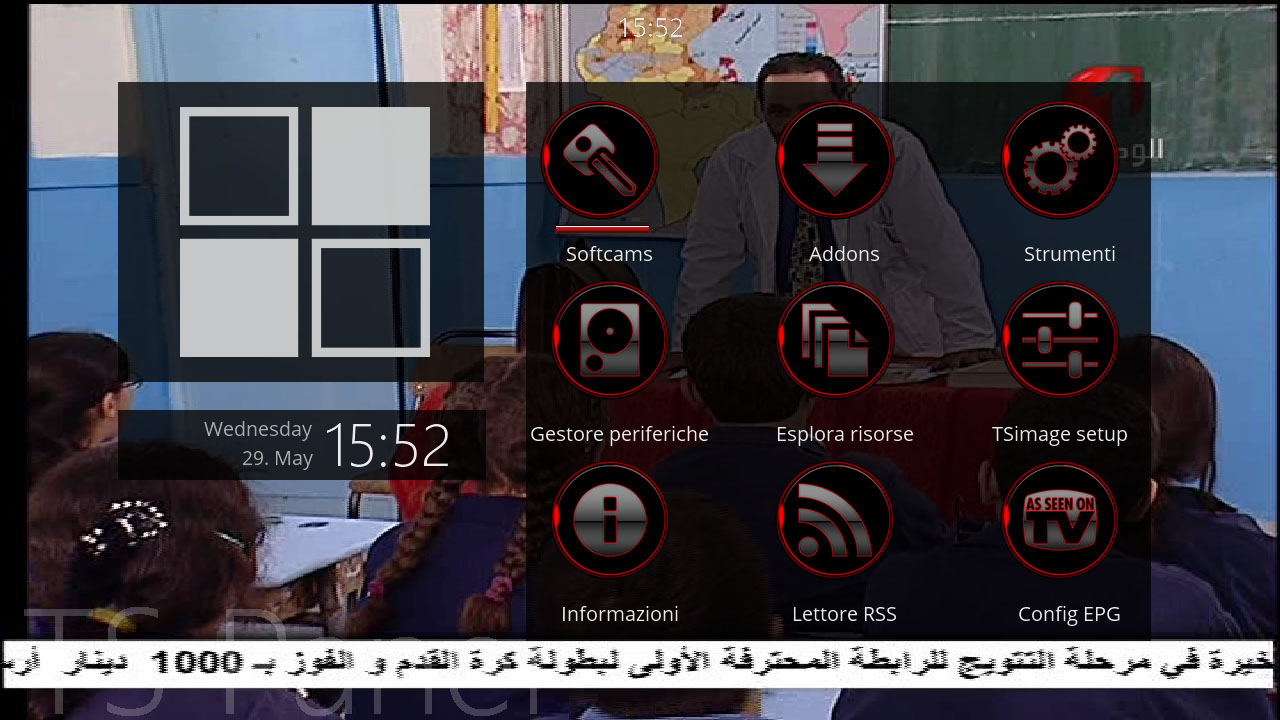 15:52
الو
Softcams
Addons
Strumenti
Gestore periferiche
Esplora risorse
TSimage setup
Wednesday
29. May
15:52
AS SEEN ON
TV
Informazioni
Lettore RSS
Config EPG
TS Panel
في مرحلة التتويج للرابطة المحترفة الأولى لبطولة كرة القدم و الفوز بـ 1000 دينار